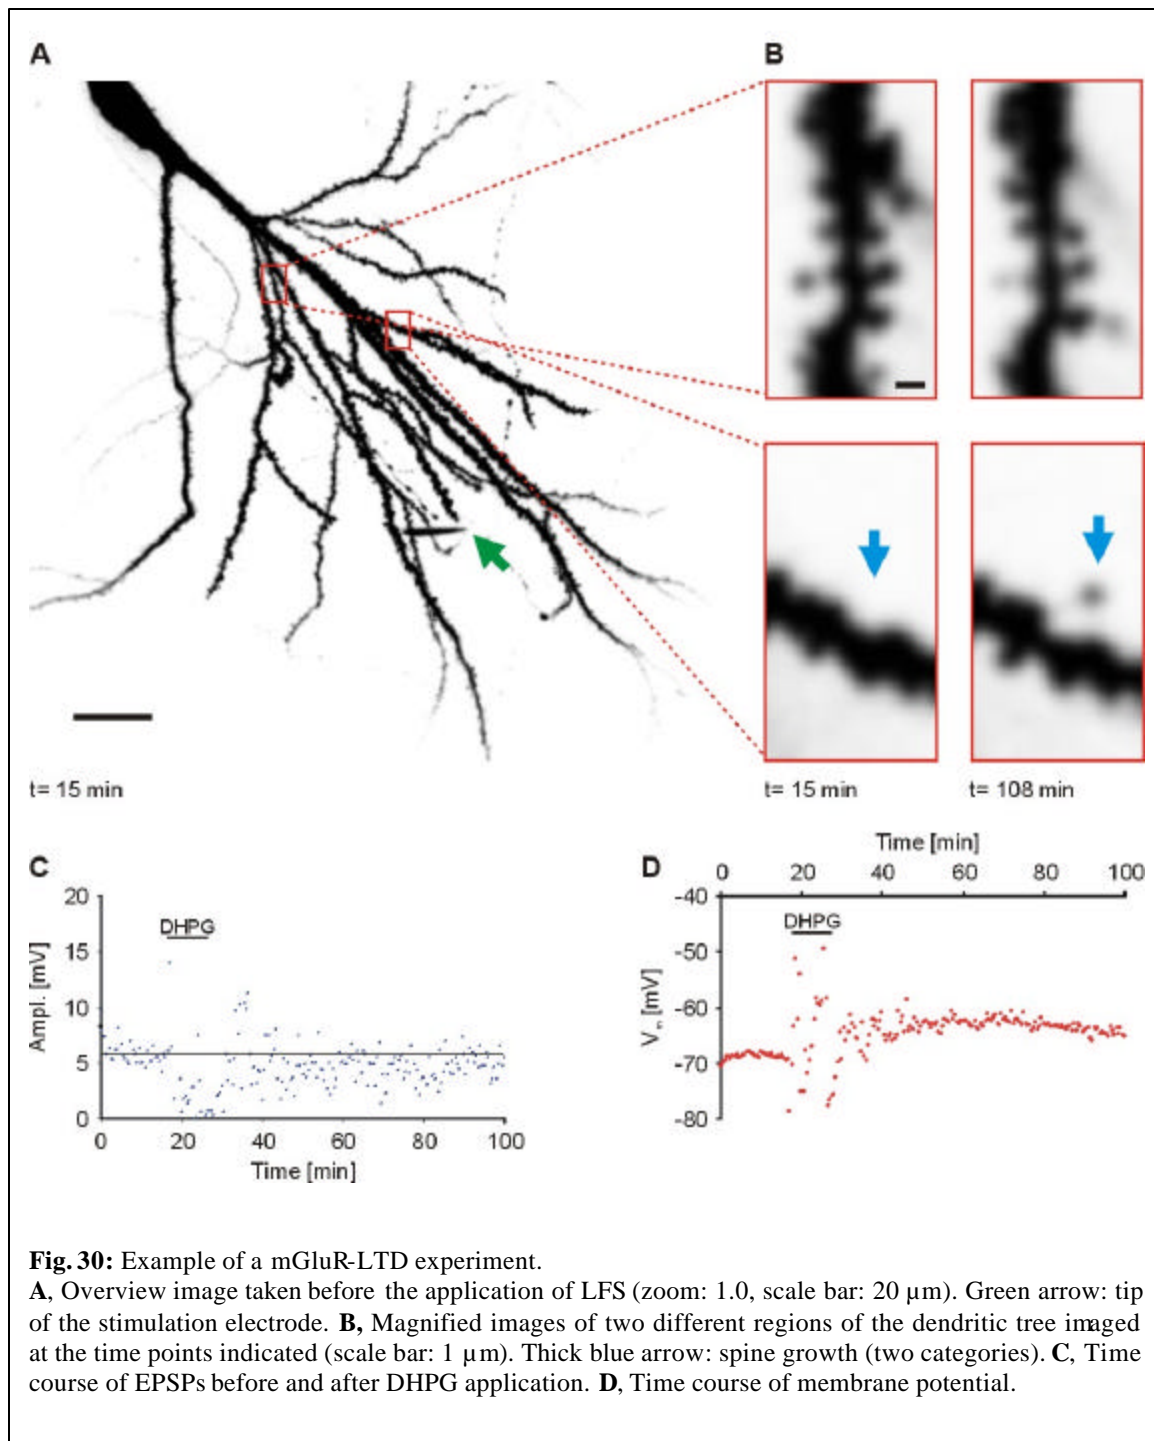 A
B
t= 15 min
t= 15 min
t= 108 min
C
20
15
10
5
0
Ampl. [mV]
DHPG
0 20 40 60 80 100
Time [min]
D
Time [min]
0 20 40 60 80 100
-40
-50
-60
-70
-80
Vm [mV]
DHPG
Fig. 30: Example of a mGluR-LTD experiment.
A, Overview image taken before the application of LFS (zoom: 1.0, scale bar: 20 µm). Green arrow: tip
of the stimulation electrode. B, Magnified images of two different regions of the dendritic tree imaged
at the time points indicated (scale bar: 1 µm). Thick blue arrow: spine growth (two categories). C, Time
course of EPSPs before and after DHPG application. D, Time course of membrane potential.